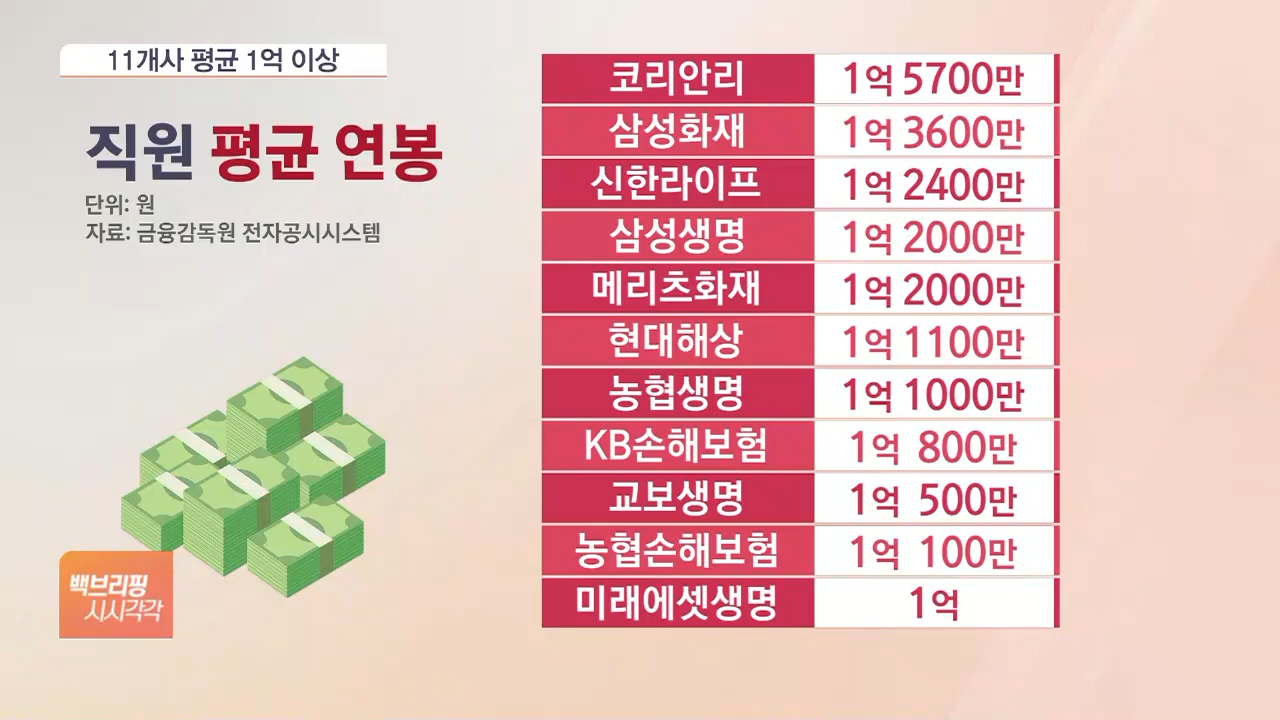 11개사 평균 1억 이상
직원 평균 연봉
단위: 원
자료: 금융감독원 전자공시시스템
코리안리 1억 5700만
삼성화재 1억 3600만
신한라이프 1억 2400만
삼성생명 1억 2000만
메리츠화재 1억 2000만
현대해상 1억 1100만
농협생명 1억 1000만
KB손해보험 1억 800만
교보생명 1억 500만
농협손해보험 1억 100만
미래에셋생명 1억
백브리핑
시시각각